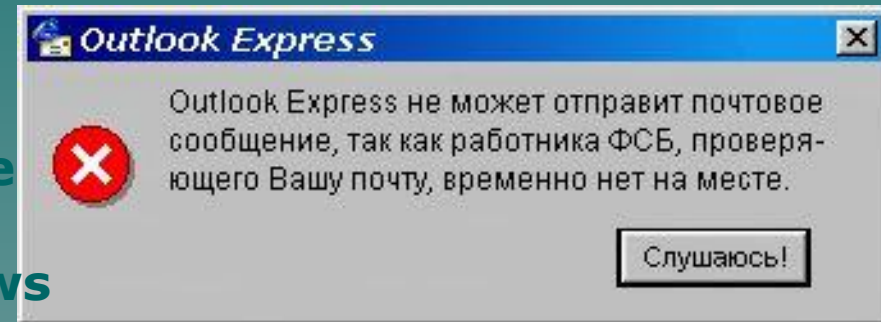 Outlook Express
Outlook Express не может отправит почтовое
сообщение, так как работника ФСБ, проверя-
ющего Вашу почту, временно нет на месте.
e
Слушаюсь!
ws